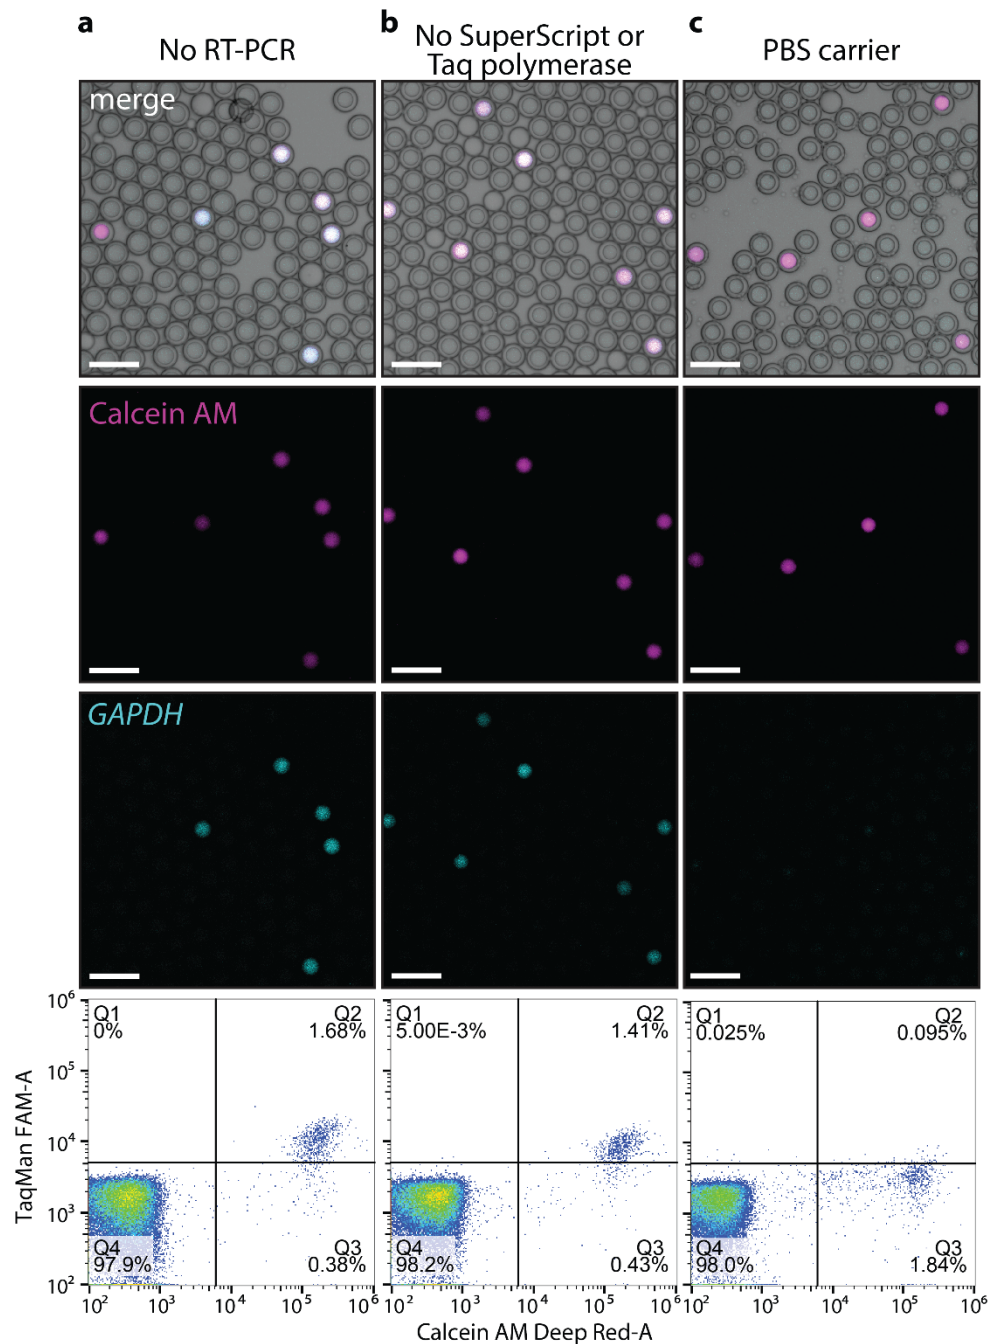 a
No RT-PCR
b
No SuperScript or
Taq polymerase
c
PBS carrier
merge
Calcein AM
GAPDH
TaqMan FAM-A
10⁶
10⁵
10⁴
10³
10²
Q1
0%
Q2
1.68%
Q4
97.9%
Q3
0.38%
Q1
5.00E-3%
Q2
1.41%
Q4
98.2%
Q3
0.43%
Q1
0.025%
Q2
0.095%
Q4
98.0%
Q3
1.84%
10² 10³ 10⁴ 10⁵ 10⁶
10² 10³ 10⁴ 10⁵ 10⁶
10² 10³ 10⁴ 10⁵ 10⁶
Calcein AM Deep Red-A